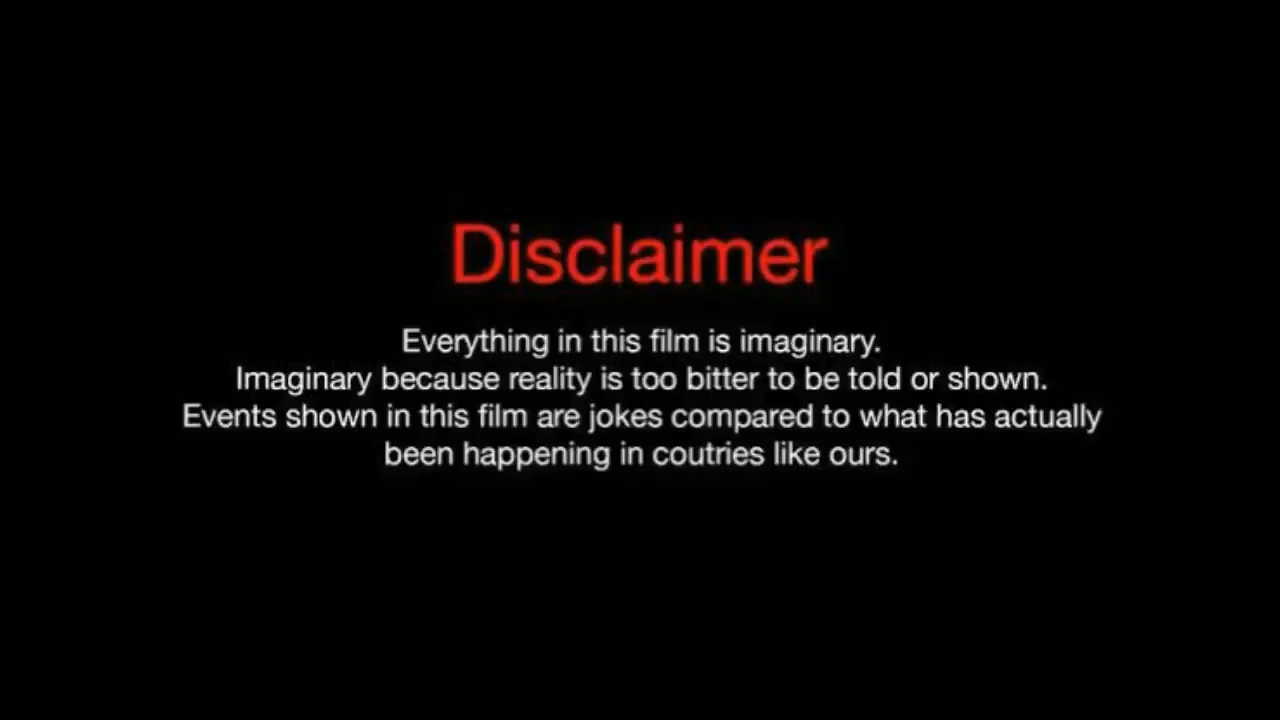 Disclaimer
Everything in this film is imaginary.
Imaginary because reality is too bitter to be told or shown.
Events shown in this film are jokes compared to what has actually
been happening in coutries like ours.